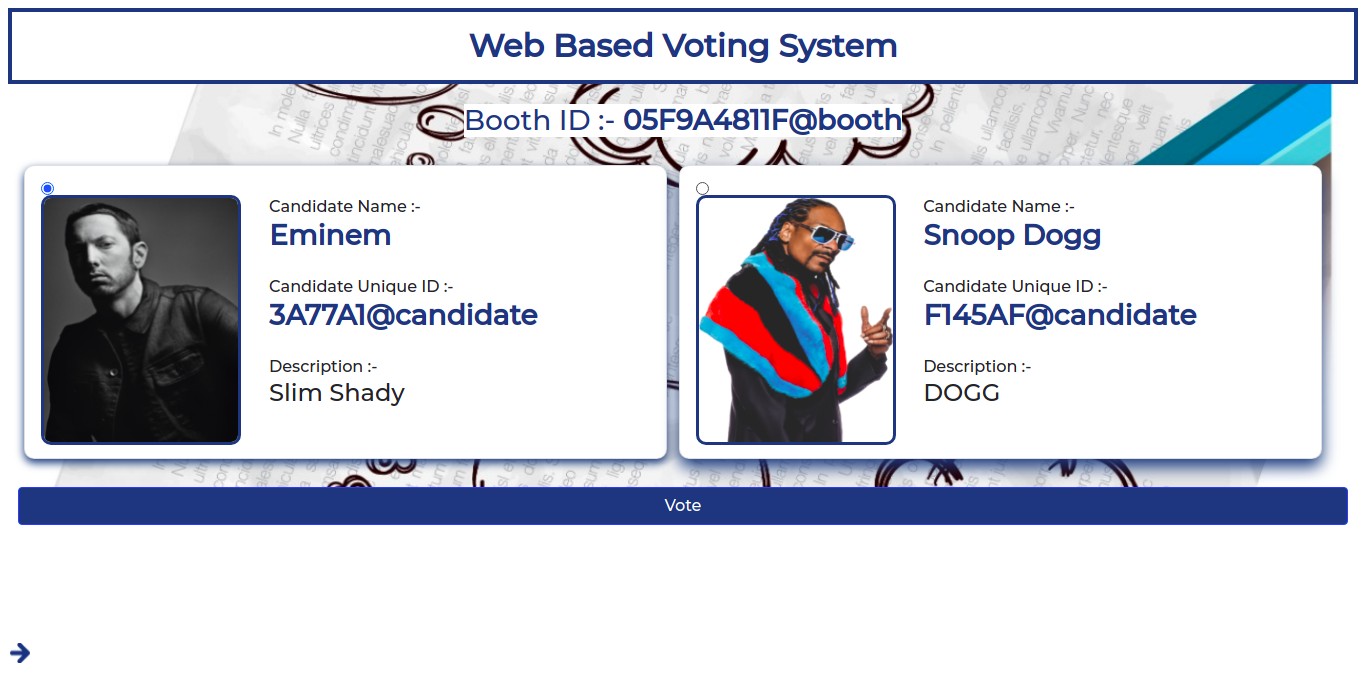 Web Based Voting System
Booth ID :- 05F9A4811F@booth
Candidate Name :-
Eminem
Candidate Unique ID :-
3A77A1@candidate
Description :-
Slim Shady
Candidate Name :-
Snoop Dogg
Candidate Unique ID :-
F145AF@candidate
Description :-
DOGG
Vote